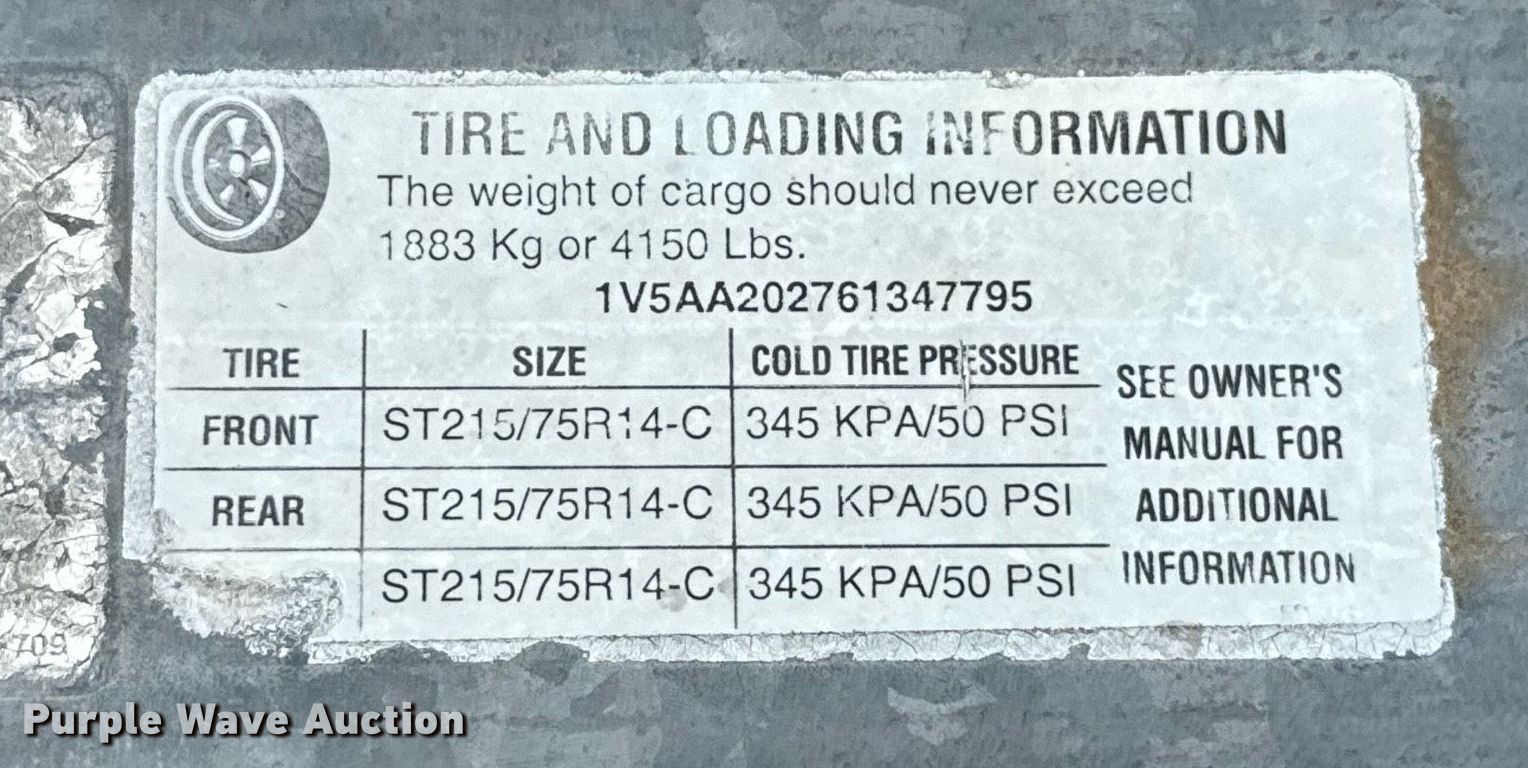 TIRE AND LOADING INFORMATION
The weight of cargo should never exceed
1883 Kg or 4150 Lbs.
1V5AA202761347795
TIRE SIZE COLD TIRE PRESSURE
FRONT ST215/75R14-C 345 KPA/50 PSI
REAR ST215/75R14-C 345 KPA/50 PSI
ST215/75R14-C 345 KPA/50 PSI
SEE OWNER'S
MANUAL FOR
ADDITIONAL
INFORMATION
709
Purple Wave Auction